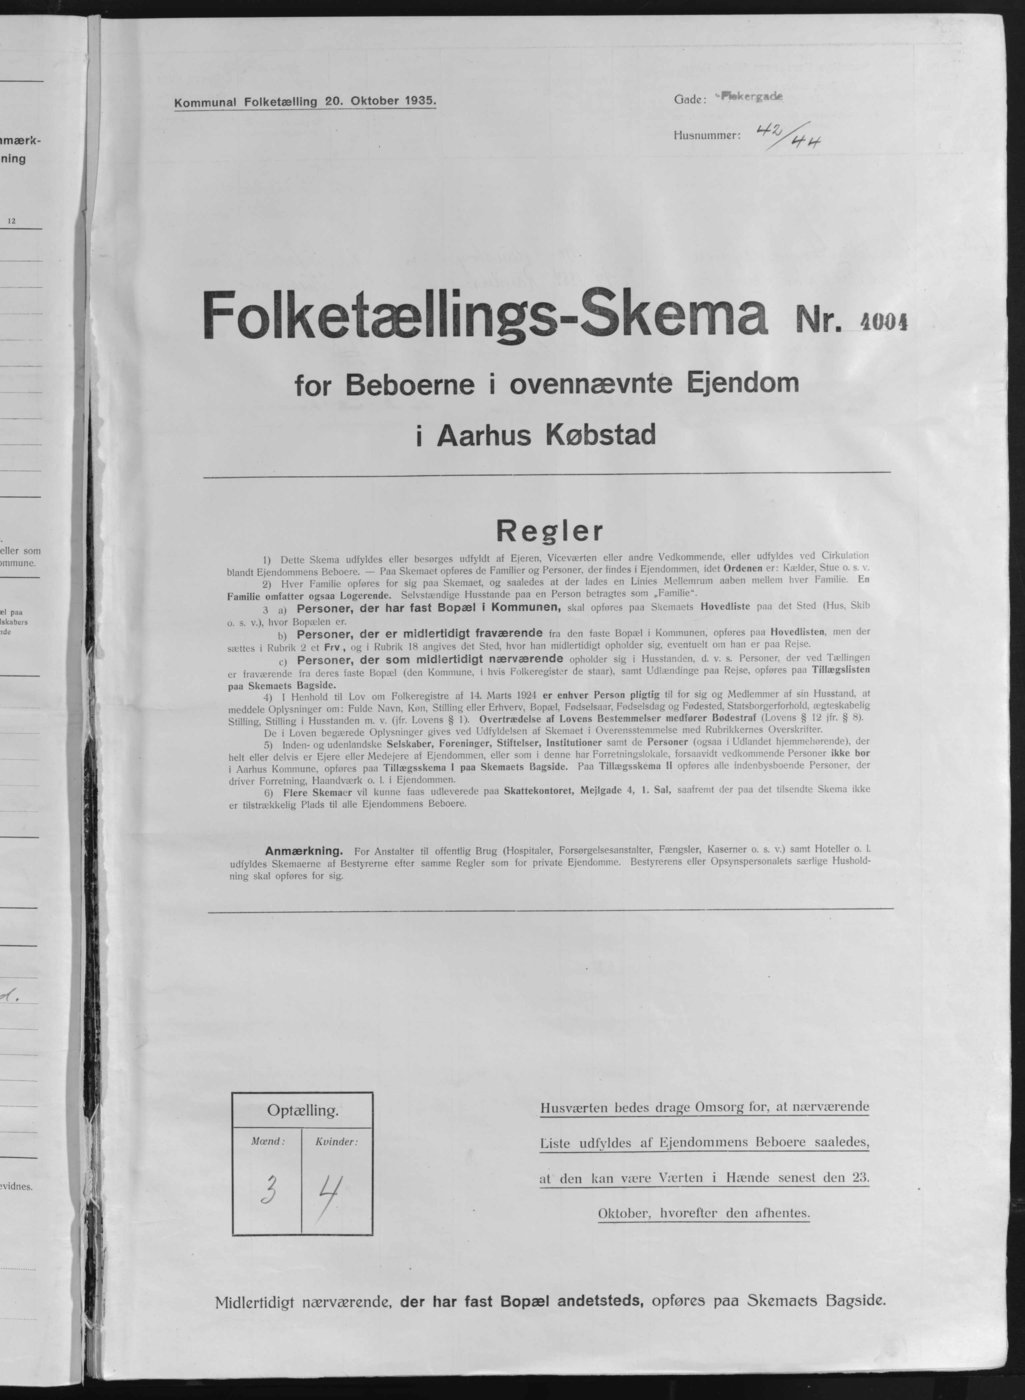 mærk-
ning
12
eller som
ommune.
el paa
lskabers
nde
d.
evidnes.
Kommunal Folketælling 20. Oktober 1935.
Gade: Fiskergade
Husnummer: 42/44
Folketællings-Skema Nr. 4004
for Beboerne i ovennævnte Ejendom
i Aarhus Købstad
Regler
1) Dette Skema udfyldes eller besørges udfyldt af Ejeren, Viceværten eller andre Vedkommende, eller udfyldes ved Cirkulation
blandt Ejendommens Beboere. — Paa Skemaet opføres de Familier og Personer, der findes i Ejendommen, idet Ordenen er: Kælder, Stue o. s. v.
2) Hver Familie opføres for sig paa Skemaet, og saaledes at der lades en Linies Mellemrum aaben mellem hver Familie. En
Familie omfatter ogsaa Logerende. Selvstændige Husstande paa en Person betragtes som „Familie“.
3 a) Personer, der har fast Bopæl i Kommunen, skal opføres paa Skemaets Hovedliste paa det Sted (Hus, Skib
o. s. v.), hvor Bopælen er.
b) Personer, der er midlertidigt fraværende fra den faste Bopæl i Kommunen, opføres paa Hovedlisten, men der
sættes i Rubrik 2 et Frv, og i Rubrik 18 angives det Sted, hvor han midlertidigt opholder sig, eventuelt om han er paa Rejse.
c) Personer, der som midlertidigt nærværende opholder sig i Husstanden, d. v. s. Personer, der ved Tællingen
er fraværende fra deres faste Bopæl (den Kommune, i hvis Folkeregister de staar), samt Udlændinge paa Rejse, opføres paa Tillægslisten
paa Skemaets Bagside.
4) I Henhold til Lov om Folkeregistre af 14. Marts 1924 er enhver Person pligtig til for sig og Medlemmer af sin Husstand, at
meddele Oplysninger om: Fulde Navn, Køn, Stilling eller Erhverv, Bopæl, Fødselsaar, Fødselsdag og Fødested, Statsborgerforhold, ægteskabelig
Stilling, Stilling i Husstanden m. v. (jfr. Lovens § 1). Overtrædelse af Lovens Bestemmelser medfører Bødestraf (Lovens § 12 jfr. § 8).
De i Loven begærede Oplysninger gives ved Udfyldelsen af Skemaet i Overensstemmelse med Rubrikkernes Overskrifter.
5) Inden- og udenlandske Selskaber, Foreninger, Stiftelser, Institutioner samt de Personer (ogsaa i Udlandet hjemmehørende), der
helt eller delvis er Ejere eller Medejere af Ejendommen, eller som i denne har Forretningslokale, forsaavidt vedkommende Personer ikke bor
i Aarhus Kommune, opføres paa Tillægsskema I paa Skemaets Bagside. Paa Tillægsskema II opføres alle indenbysboende Personer, der
driver Forretning, Haandværk o. l. i Ejendommen.
6) Flere Skemaer vil kunne faas udleverede paa Skattekontoret, Mejlgade 4, 1. Sal, saafremt der paa det tilsendte Skema ikke
er tilstrækkelig Plads til alle Ejendommens Beboere.
Anmærkning. For Anstalter til offentlig Brug (Hospitaler, Forsørgelsesanstalter, Fængsler, Kaserner o. s. v.) samt Hoteller o. l.
udfyldes Skemaerne af Bestyrerne efter samme Regler som for private Ejendomme. Bestyrerens eller Opsynspersonalets særlige Hushold-
ning skal opføres for sig.
Optælling.
Mænd: Kvinder:
3 4
Husværten bedes drage Omsorg for, at nærværende
Liste udfyldes af Ejendommens Beboere saaledes,
at den kan være Værten i Hænde senest den 23.
Oktober, hvorefter den afhentes.
Midlertidigt nærværende, der har fast Bopæl andetsteds, opføres paa Skemaets Bagside.